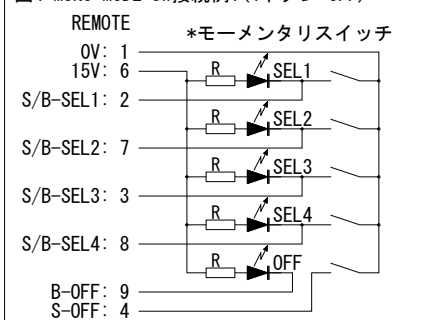 REMOTE
*モーメンタリスイッチ
0V: 1
15V: 6
R SEL1
S/B-SEL1: 2
R SEL2
S/B-SEL2: 7
R SEL3
S/B-SEL3: 3
R SEL4
S/B-SEL4: 8
R OFF
B-OFF: 9
S-OFF: 4